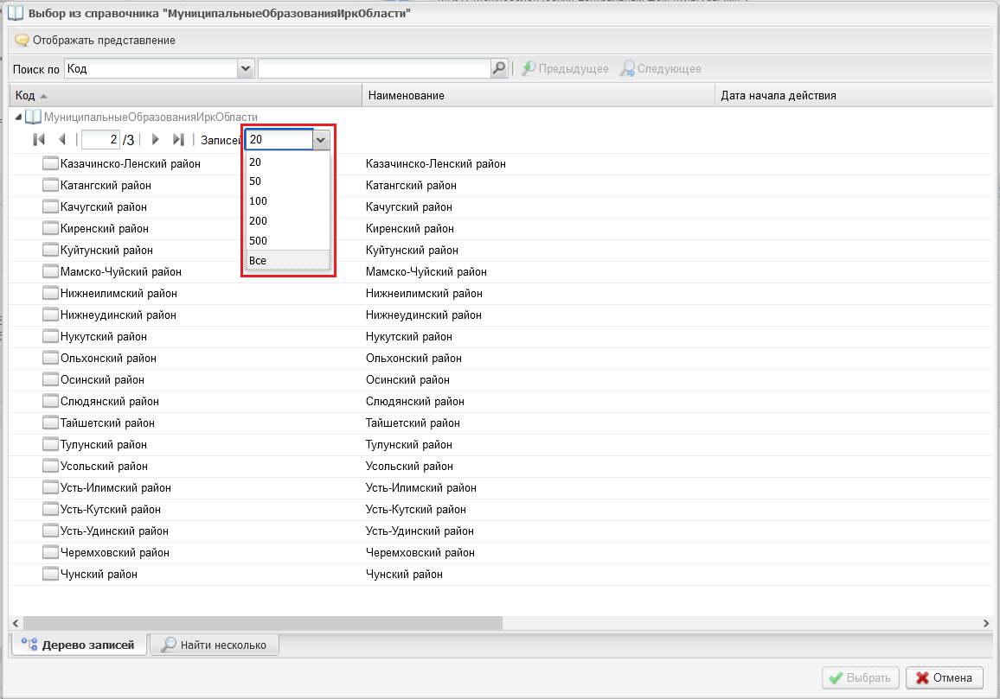 Выбор из справочника "МуниципальныеОбразованияИркОбласти"
Отображать представление
Поиск по Код Предыдущее Следующее
Код Наименование Дата начала действия
МуниципальныеОбразованияИркОбласти
2 /3 Записей 20
20
50
100
200
500
Все
Казачинско-Ленский район Казачинско-Ленский район
Катангский район Катангский район
Качугский район Качугский район
Киренский район Киренский район
Куйтунский район Куйтунский район
Мамско-Чуйский район Мамско-Чуйский район
Нижнеилимский район Нижнеилимский район
Нижнеудинский район Нижнеудинский район
Нукутский район Нукутский район
Ольхонский район Ольхонский район
Осинский район Осинский район
Слюдянский район Слюдянский район
Тайшетский район Тайшетский район
Тулунский район Тулунский район
Усольский район Усольский район
Усть-Илимский район Усть-Илимский район
Усть-Кутский район Усть-Кутский район
Усть-Удинский район Усть-Удинский район
Черемховский район Черемховский район
Чунский район Чунский район
Дерево записей Найти несколько
Выбрать Отмена